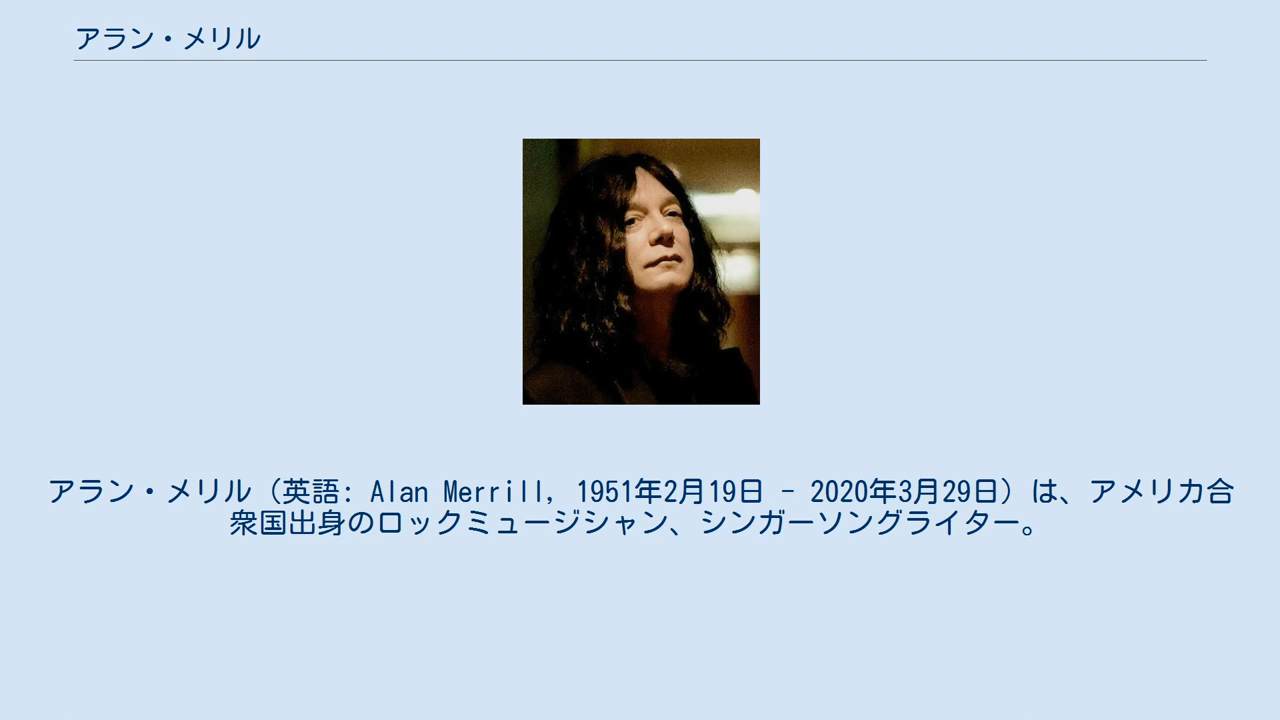 アラン・メリル
アラン・メリル（英語: Alan Merrill, 1951年2月19日 - 2020年3月29日）は、アメリカ合
衆国出身のロックミュージシャン、シンガーソングライター。